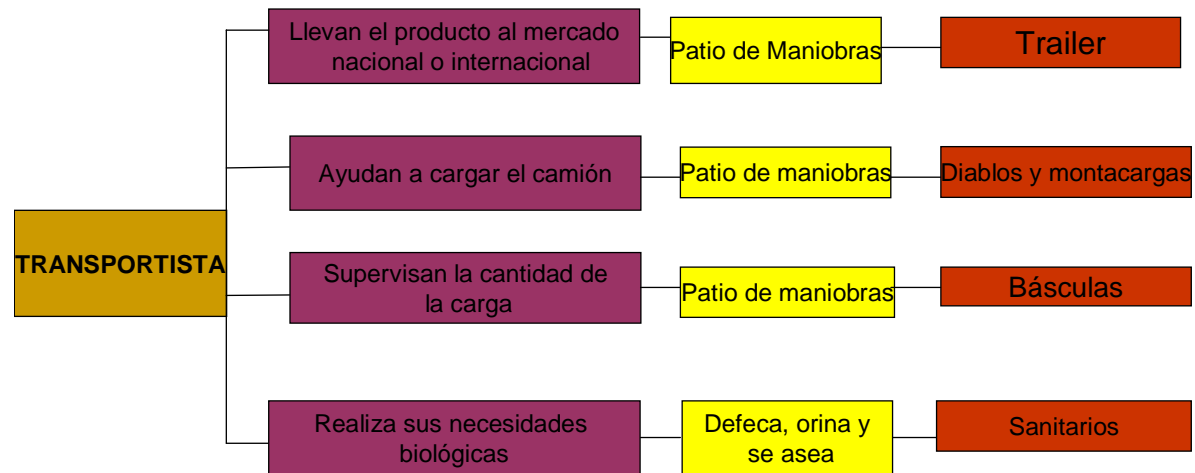 Llevan el producto al mercado
nacional o internacional
Patio de Maniobras
Trailer
Ayudan a cargar el camión
Patio de maniobras
Diablos y montacargas
TRANSPORTISTA
Supervisan la cantidad de
la carga
Patio de maniobras
Básculas
Realiza sus necesidades
biológicas
Defeca, orina y
se asea
Sanitarios